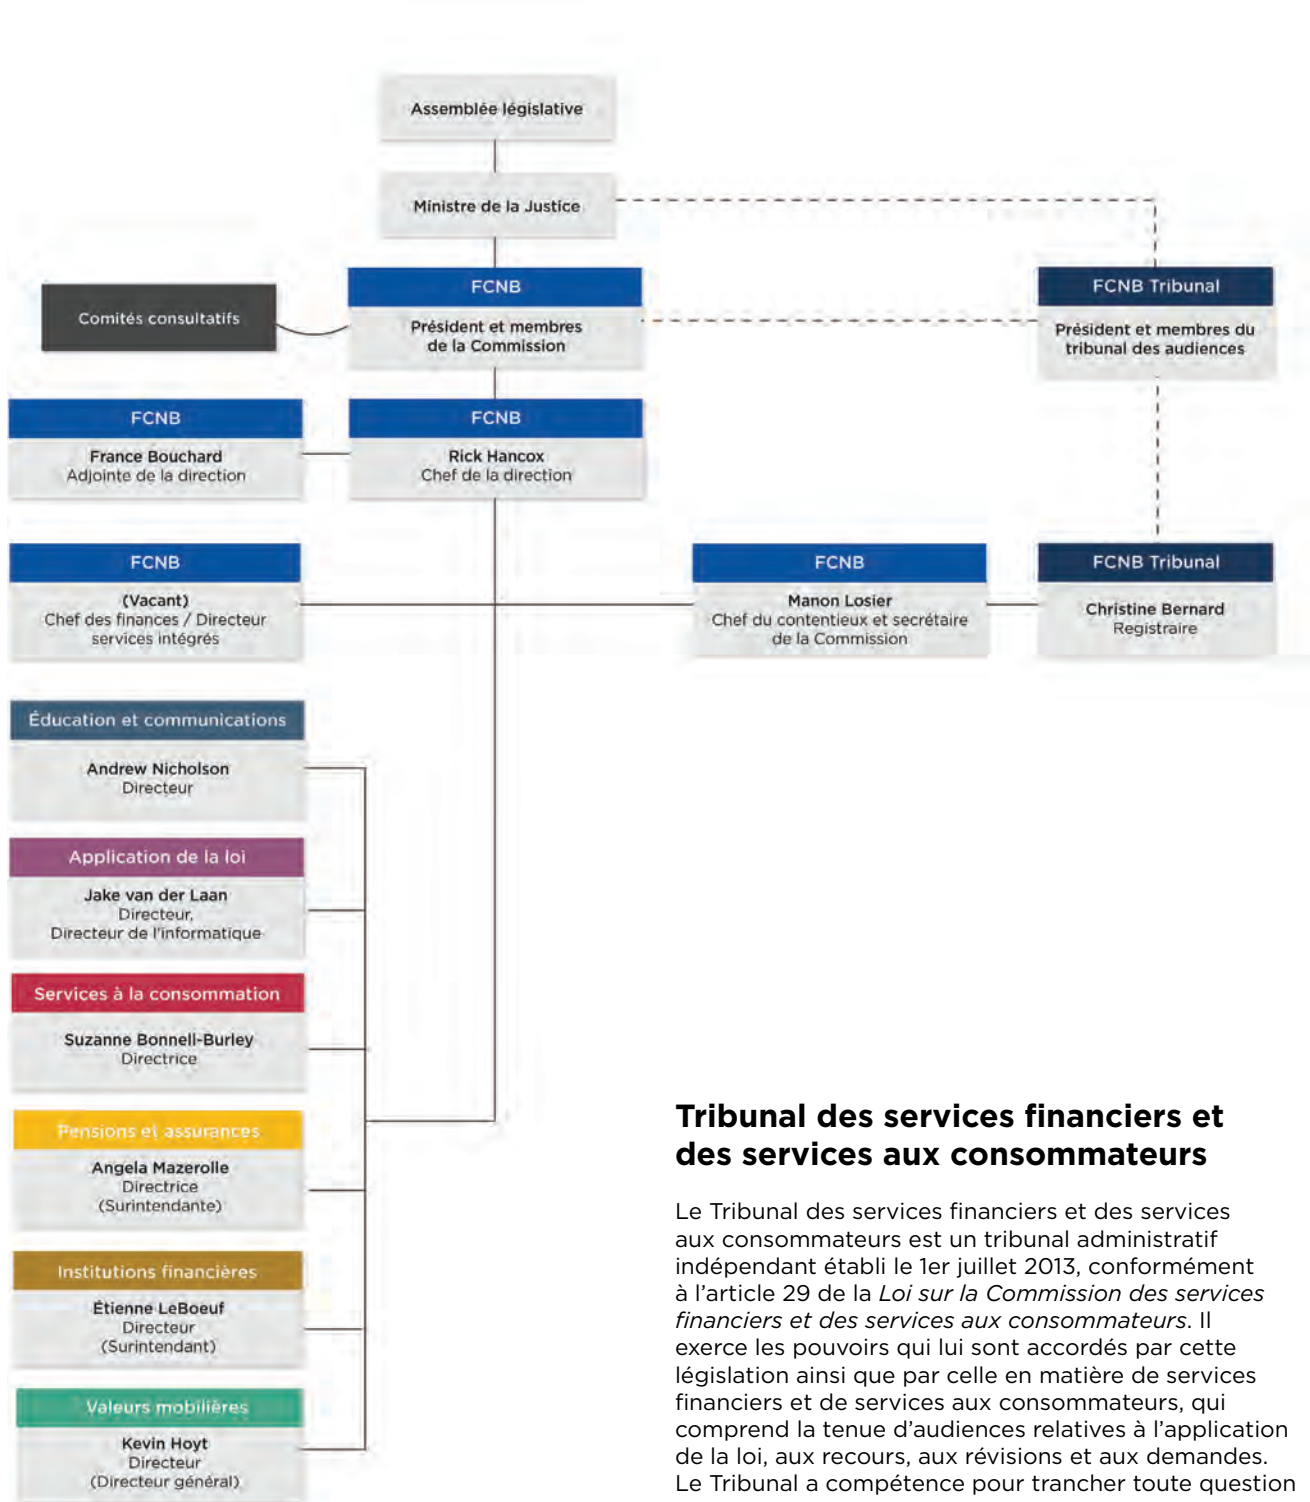 Assemblée législative
Ministre de la Justice
Comités consultatifs
FCNB
Président et membres
de la Commission
FCNB Tribunal
Président et membres du
tribunal des audiences
FCNB
France Bouchard
Adjointe de la direction
FCNB
Rick Hancox
Chef de la direction
FCNB
(Vacant)
Chef des finances / Directeur
services intégrés
FCNB
Manon Losier
Chef du contentieux et secrétaire
de la Commission
FCNB Tribunal
Christine Bernard
Registraire
Éducation et communications
Andrew Nicholson
Directeur
Application de la loi
Jake van der Laan
Directeur,
Directeur de l'informatique
Services à la consommation
Suzanne Bonnell-Burley
Directrice
Pensions et assurances
Angela Mazerolle
Directrice
(Surintendante)
Institutions financières
Étienne LeBoeuf
Directeur
(Surintendant)
Valeurs mobilières
Kevin Hoyt
Directeur
(Directeur général)
Tribunal des services financiers et
des services aux consommateurs
Le Tribunal des services financiers et des services
aux consommateurs est un tribunal administratif
indépendant établi le 1er juillet 2013, conformément
à l'article 29 de la Loi sur la Commission des services
financiers et des services aux consommateurs. Il
exerce les pouvoirs qui lui sont accordés par cette
législation ainsi que par celle en matière de services
financiers et de services aux consommateurs, qui
comprend la tenue d'audiences relatives à l'application
de la loi, aux recours, aux révisions et aux demandes.
Le Tribunal a compétence pour trancher toute question